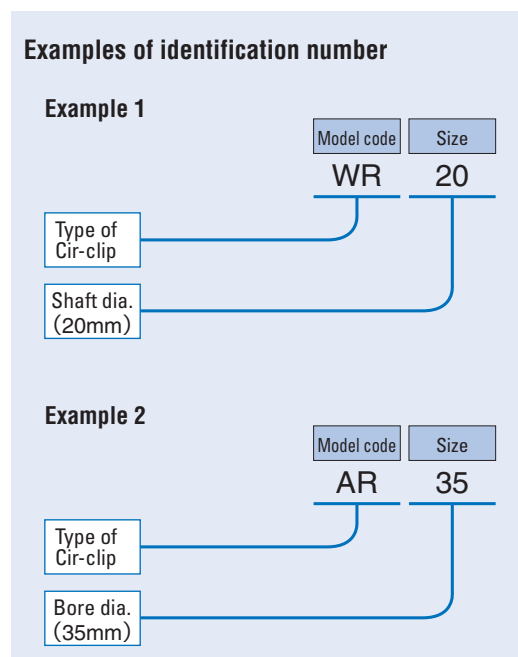 Examples of identification number
Example 1
Model code Size
WR 20
Type of
Cir-clip
Shaft dia.
(20mm)
Example 2
Model code Size
AR 35
Type of
Cir-clip
Bore dia.
(35mm)